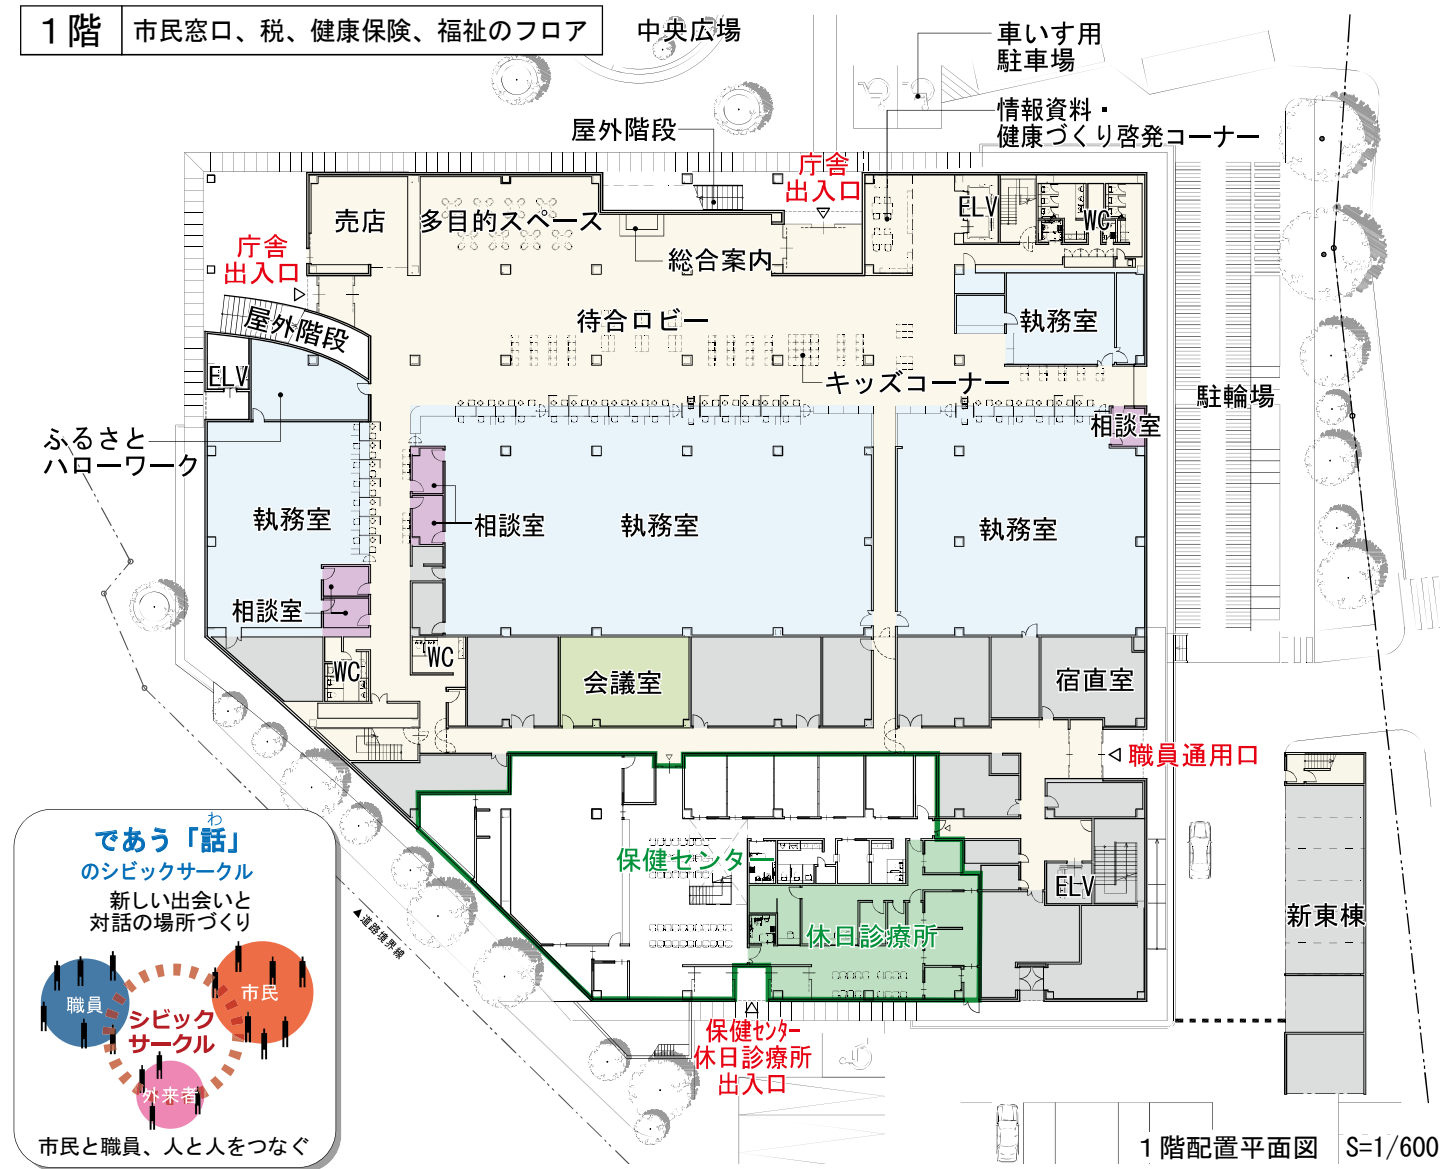 1階 市民窓口、税、健康保険、福祉のフロア
中央広場
車いす用
駐車場
情報資料・
健康づくり啓発コーナー
屋外階段
庁舎
出入口
売店
多目的スペース
総合案内
ELV
WC
庁舎
出入口
屋外階段
待合ロビー
執務室
キッズコーナー
ELV
駐輪場
相談室
ふるさと
ハローワーク
執務室
相談室
執務室
執務室
相談室
WC
WC
会議室
宿直室
職員通用口
保健センター
ELV
休日診療所
新東棟
▲道路境界線
保健センター
休日診療所
出入口
わ
であう「話」
のシビックサークル
新しい出会いと
対話の場所づくり
職員
市民
シビック
サークル
外来者
市民と職員、人と人をつなぐ
1階配置平面図 S=1/600